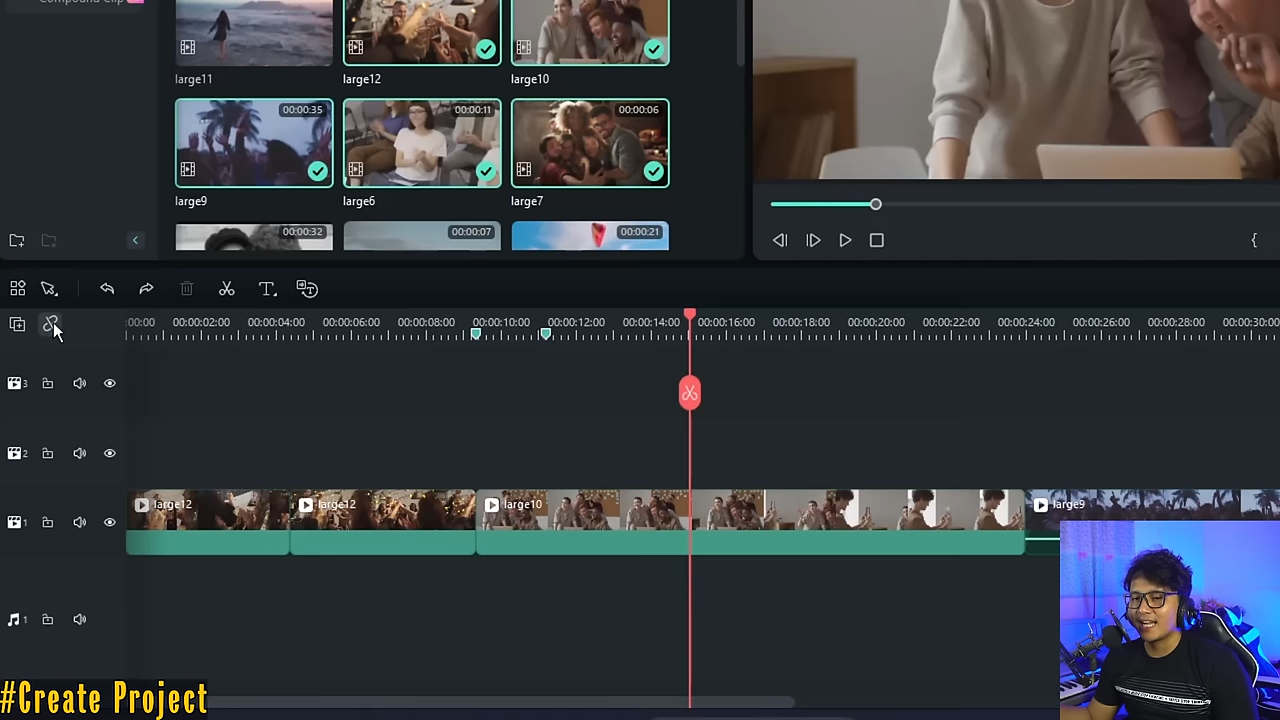 Compound Clip
large11
large12
large10
00:00:35
00:00:11
00:00:06
large9
large6
large7
00:00:32
00:00:07
00:00:21
:00:00 00:00:02:00 00:00:04:00 00:00:06:00 00:00:08:00 00:00:10:00 00:00:12:00 00:00:14:00 00:00:16:00 00:00:18:00 00:00:20:00 00:00:22:00 00:00:24:00 00:00:26:00 00:00:28:00 00:00:30:00
3
2
large12
large12
large10
large9
1
1
#Create Project